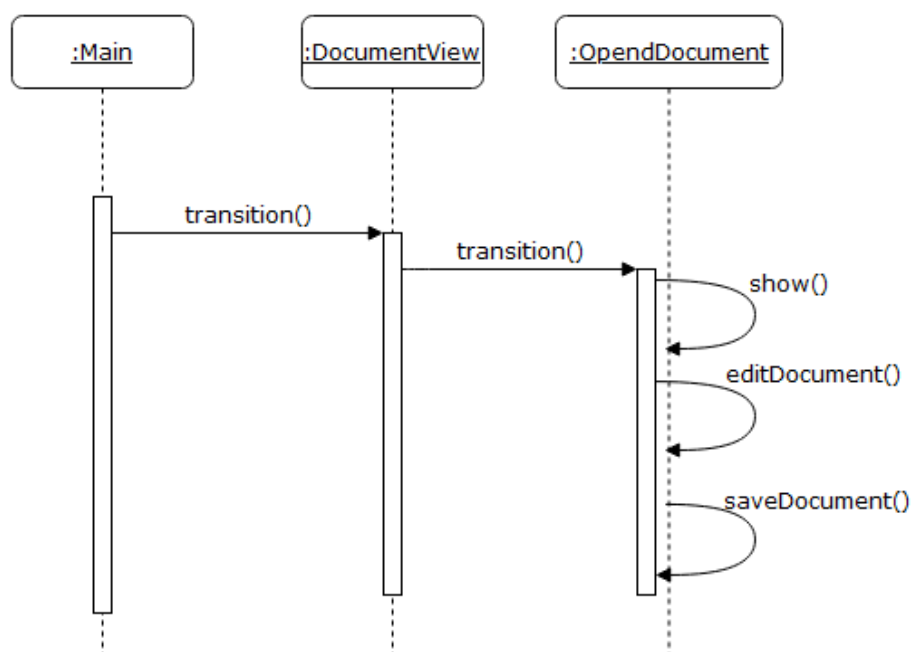 :Main
:DocumentView
:OpendDocument
transition()
transition()
show()
editDocument()
saveDocument()